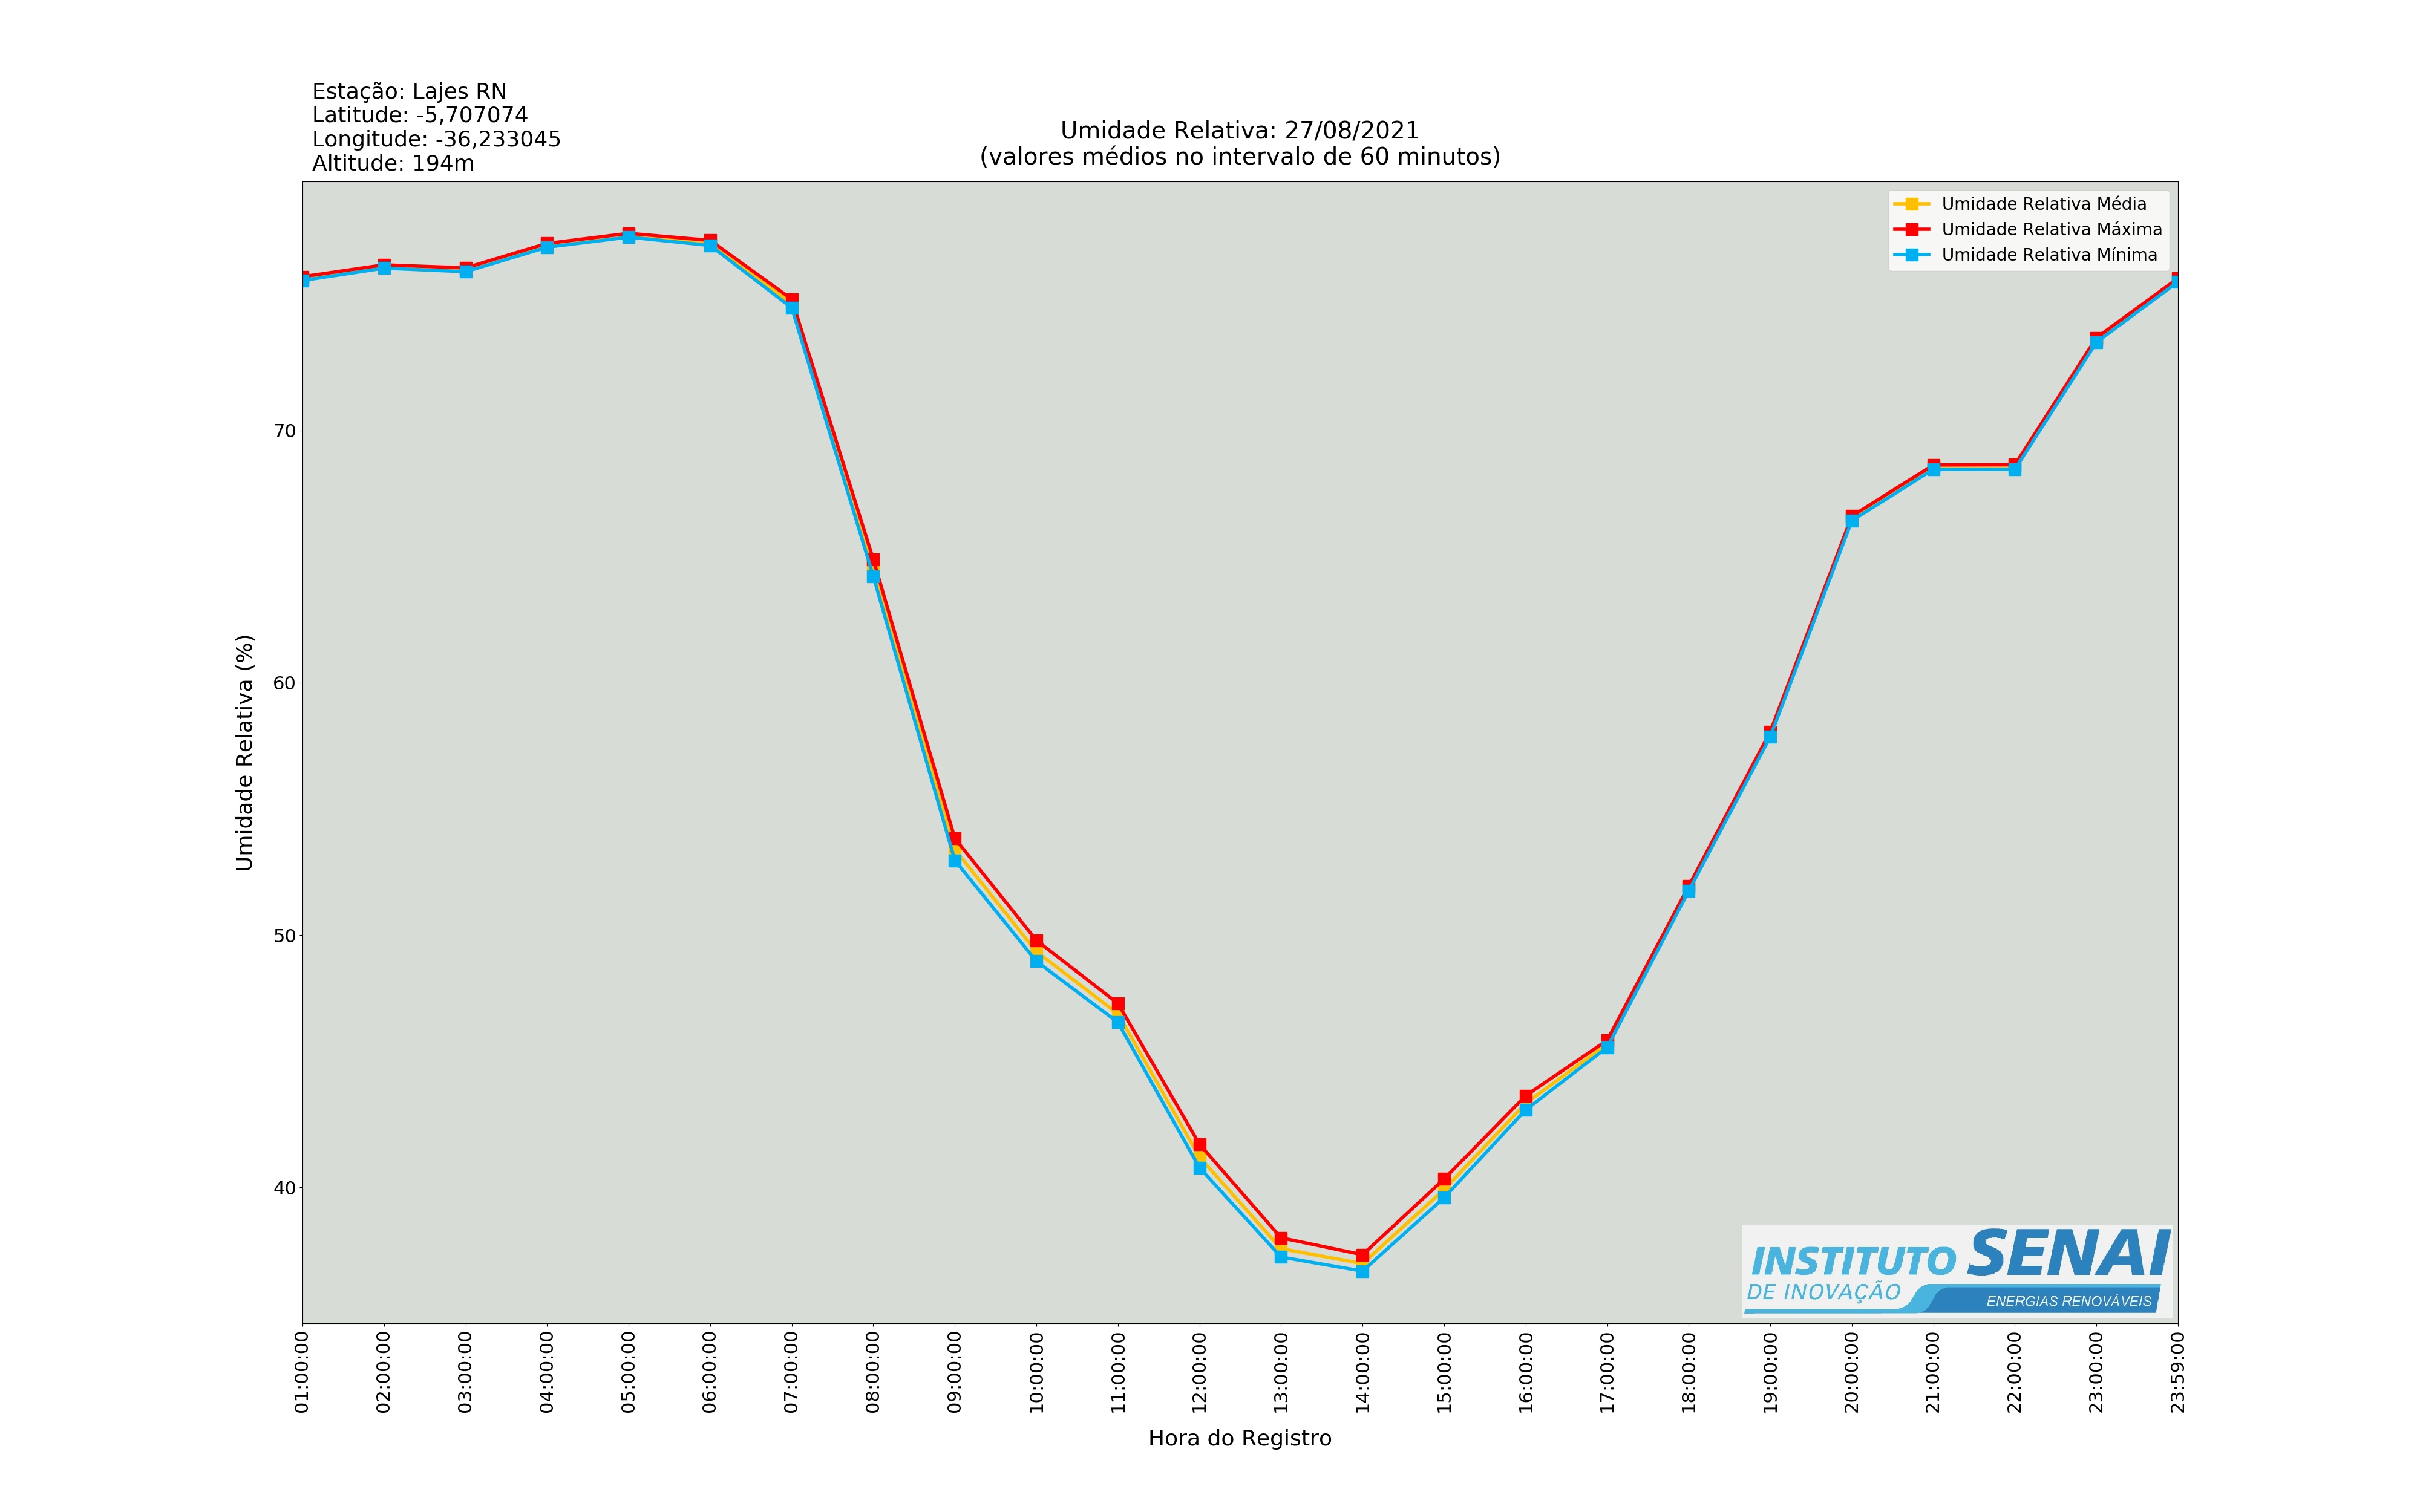 Estação: Lajes RN
Latitude: -5,707074
Longitude: -36,233045
Altitude: 194m
Umidade Relativa: 27/08/2021
(valores médios no intervalo de 60 minutos)
Umidade Relativa Média
Umidade Relativa Máxima
Umidade Relativa Mínima
Umidade Relativa (%)
70
60
50
40
INSTITUTO SENAI
DE INOVAÇÃO
ENERGIAS RENOVÁVEIS
01:00:00
02:00:00
03:00:00
04:00:00
05:00:00
06:00:00
07:00:00
08:00:00
09:00:00
10:00:00
11:00:00
12:00:00
13:00:00
14:00:00
15:00:00
16:00:00
17:00:00
18:00:00
19:00:00
20:00:00
21:00:00
22:00:00
23:00:00
23:59:00
Hora do Registro